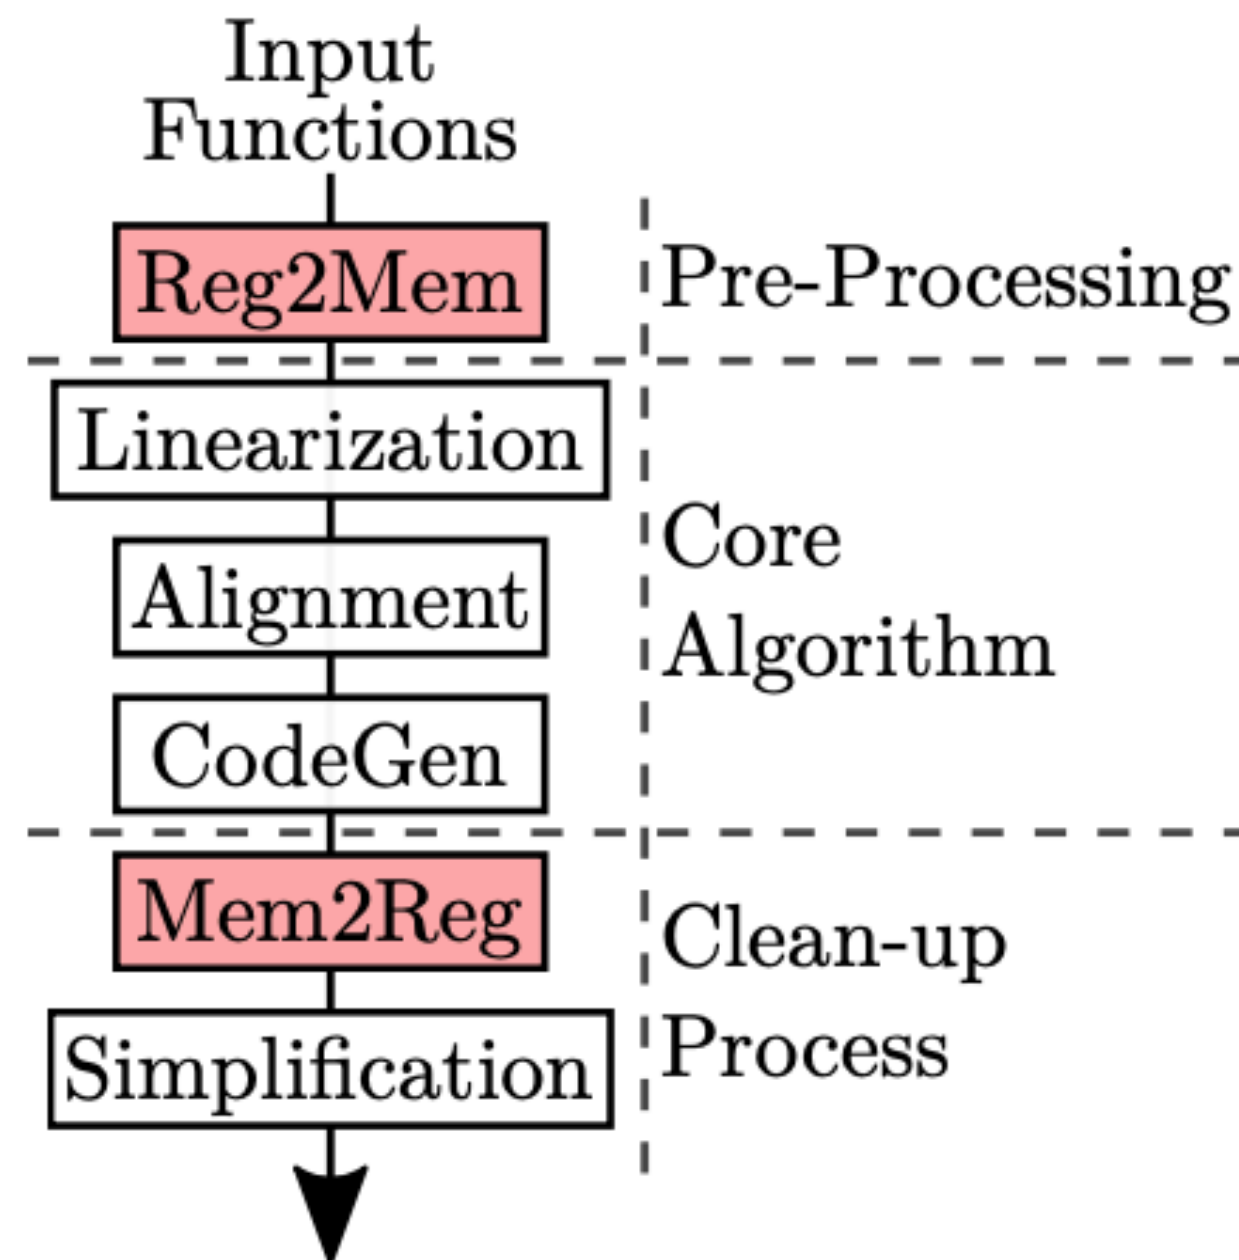 Input
Functions
Reg2Mem
Pre-Processing
Linearization
Alignment
CodeGen
Core
Algorithm
Mem2Reg
Simplification
Clean-up
Process